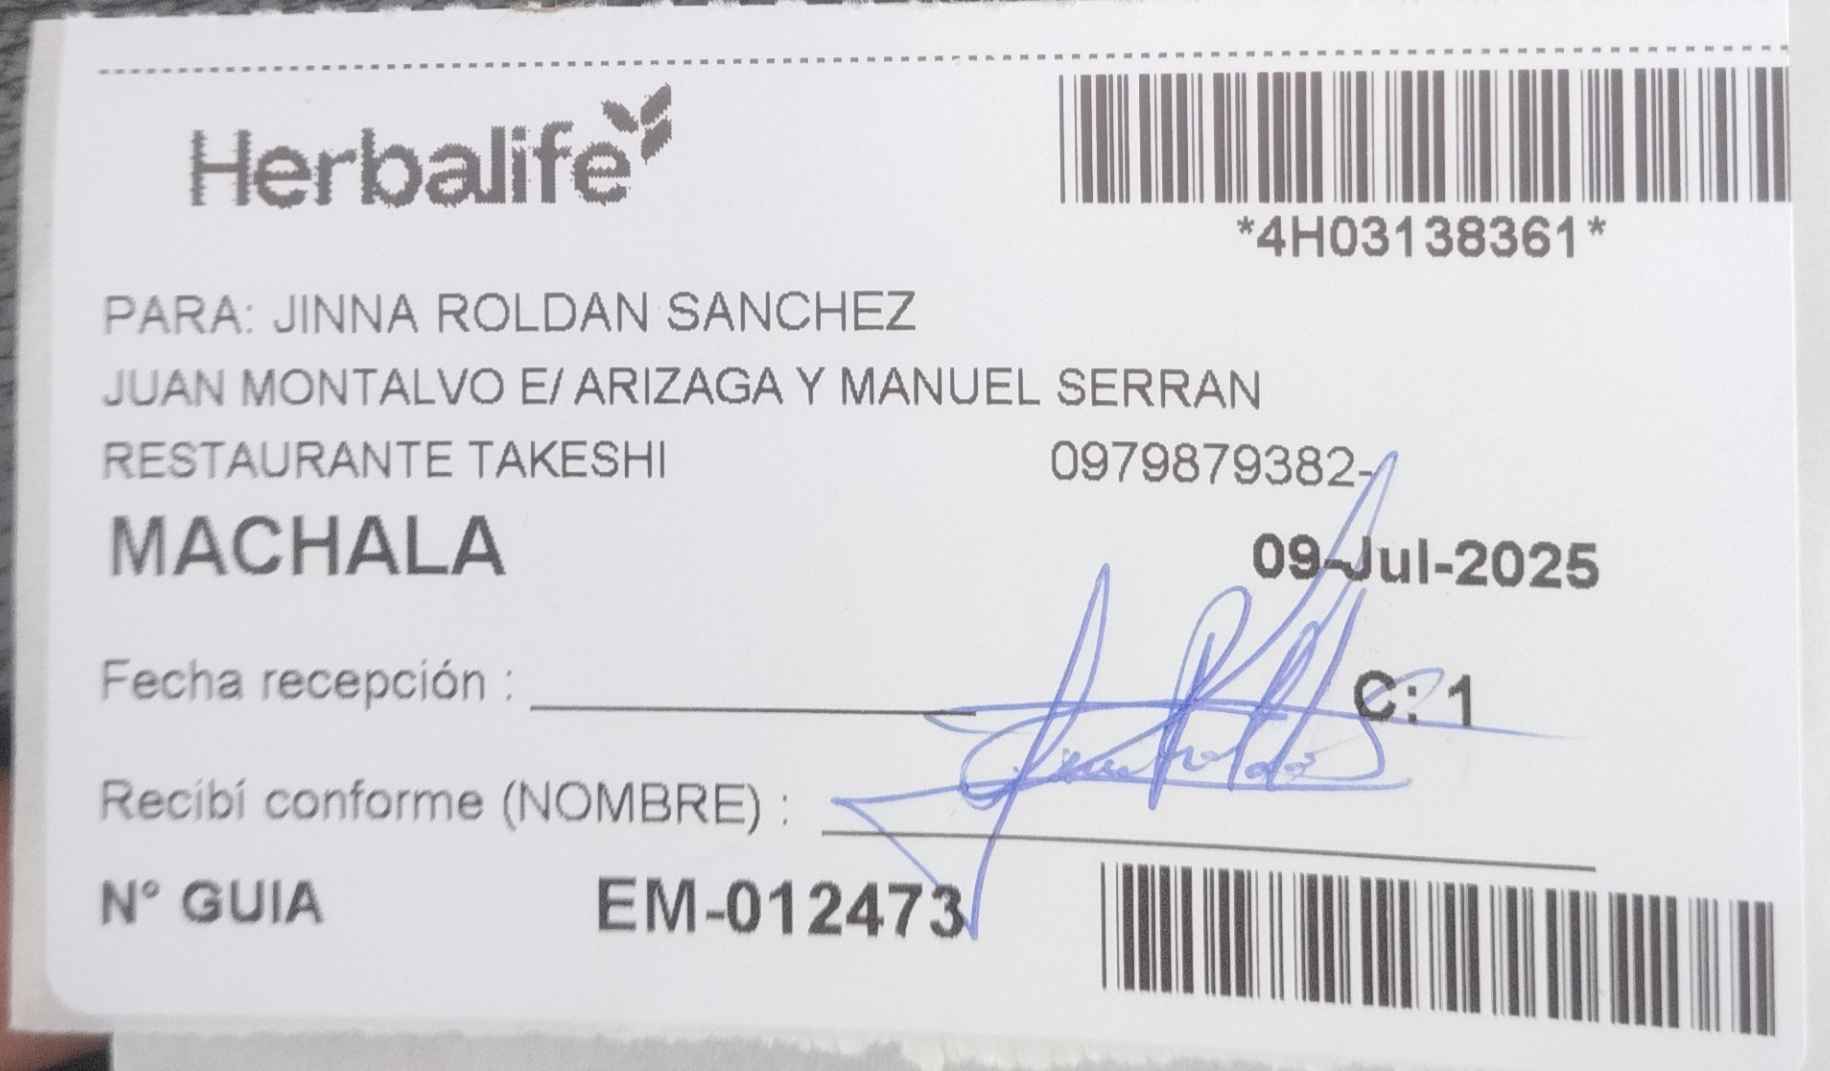 Herbalife
*4H03138361*
PARA: JINNA ROLDAN SANCHEZ
JUAN MONTALVO E/ ARIZAGA Y MANUEL SERRAN
RESTAURANTE TAKESHI 0979879382-
MACHALA
09-Jul-2025
Fecha recepción :
C: 1
Recibí conforme (NOMBRE) :
N° GUIA EM-012473